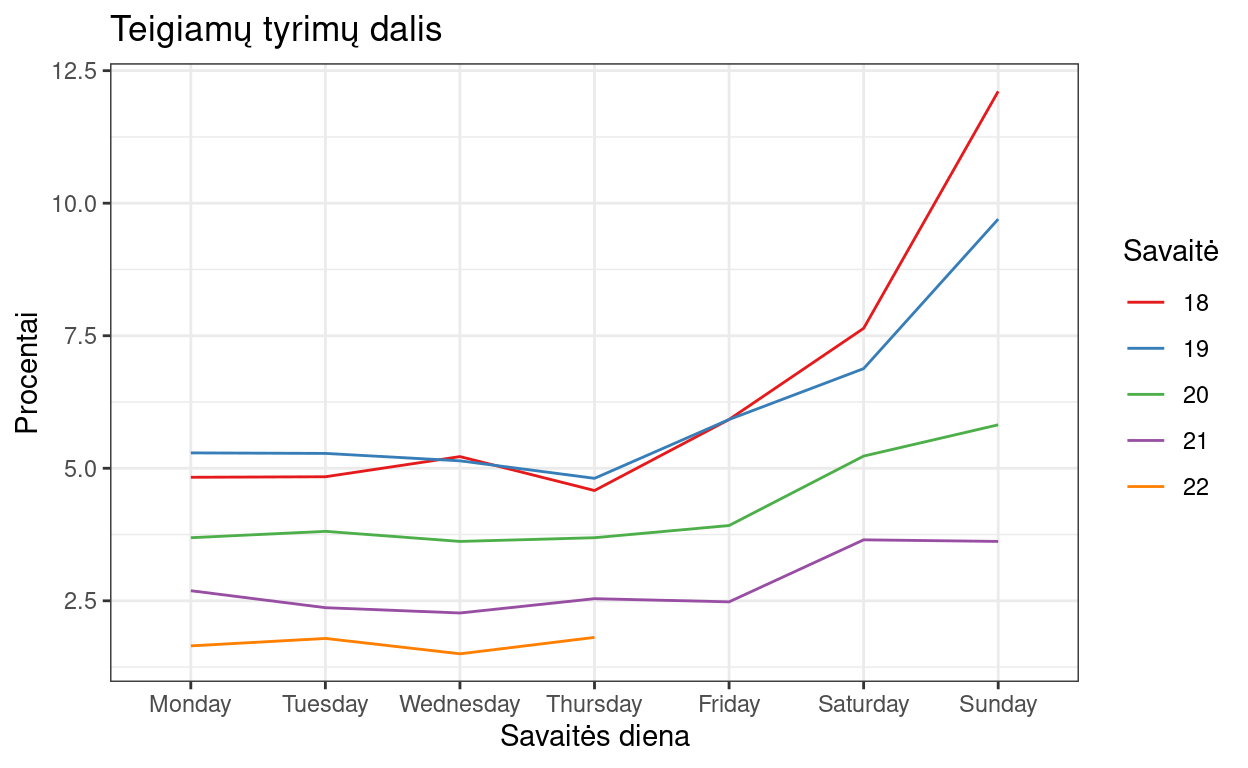 Teigiamų tyrimų dalis
12.5
10.0
7.5
5.0
2.5
Procentai
Monday Tuesday Wednesday Thursday Friday Saturday Sunday
Savaitės diena
Savaitė
18
19
20
21
22